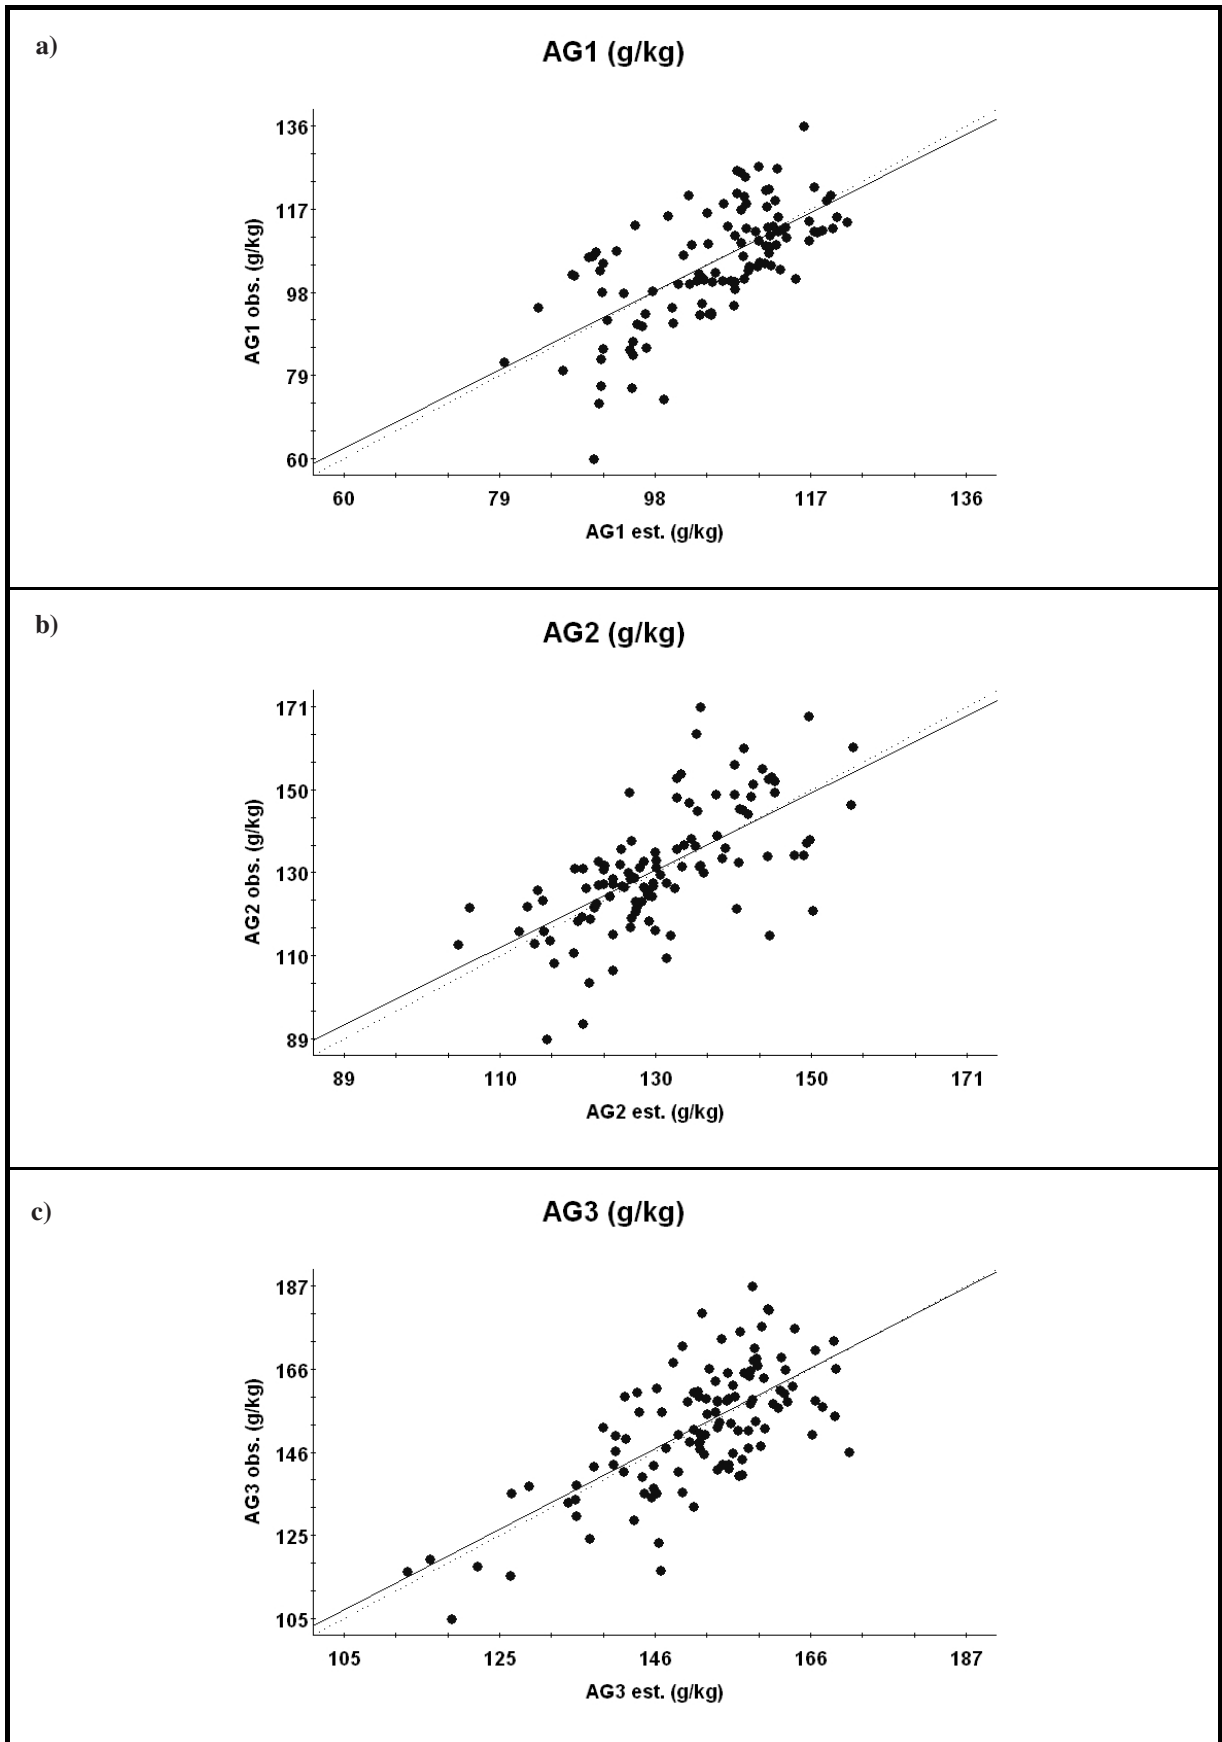 a)
AG1 (g/kg)
136
117
98
79
60
AG1 obs. (g/kg)
60 79 98 117 136
AG1 est. (g/kg)
b)
AG2 (g/kg)
171
150
130
110
89
AG2 obs. (g/kg)
89 110 130 150 171
AG2 est. (g/kg)
c)
AG3 (g/kg)
187
166
146
125
105
AG3 obs. (g/kg)
105 125 146 166 187
AG3 est. (g/kg)